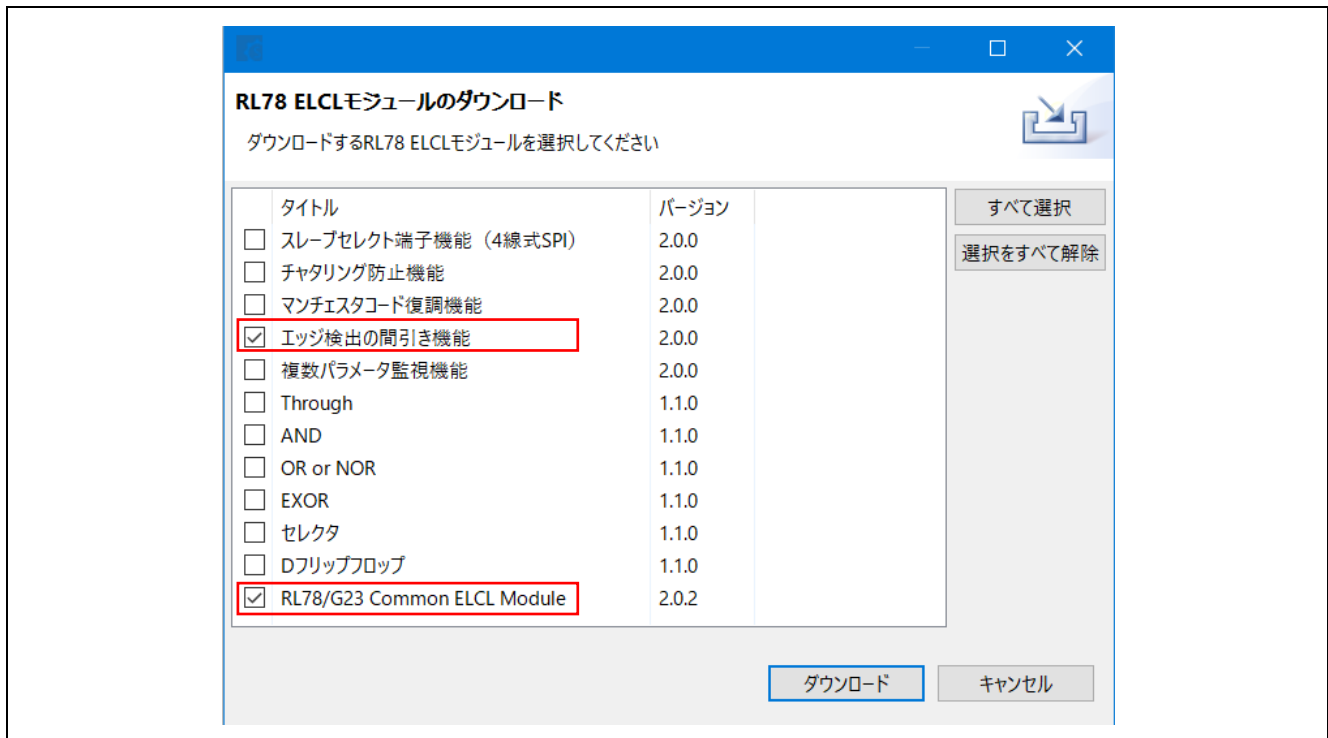 RL78 ELCLモジュールのダウンロード
ダウンロードするRL78 ELCLモジュールを選択してください
タイトル バージョン
スレーブセレクト端子機能（4線式SPI） 2.0.0
チャタリング防止機能 2.0.0
マンチェスタコード復調機能 2.0.0
エッジ検出の間引き機能 2.0.0
複数パラメータ監視機能 2.0.0
Through 1.1.0
AND 1.1.0
OR or NOR 1.1.0
EXOR 1.1.0
セレクタ 1.1.0
Dフリップフロップ 1.1.0
RL78/G23 Common ELCL Module 2.0.2
すべて選択
選択をすべて解除
ダウンロード キャンセル